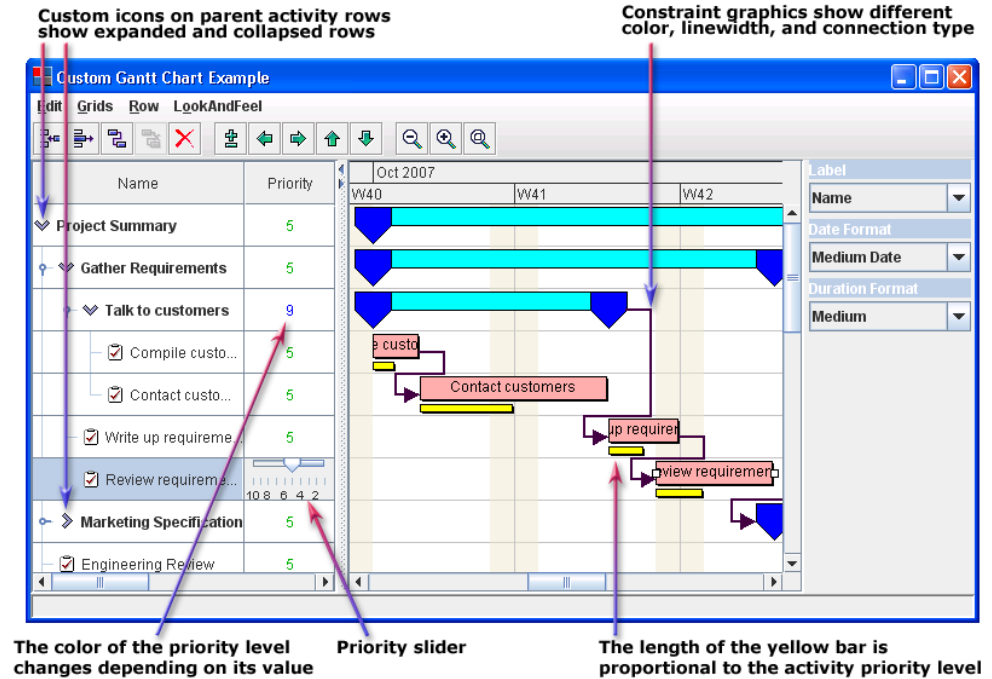 Custom icons on parent activity rows
show expanded and collapsed rows
Constraint graphics show different
color, linewidth, and connection type
Custom Gantt Chart Example
Edit Grids Row LookAndFeel
Name
Priority
Oct 2007
W40 W41 W42
Label
Name
Date Format
Medium Date
Duration Format
Medium
Project Summary 5
Gather Requirements 5
Talk to customers 9
Compile custo... 5
e custo
Contact custo... 5
Contact customers
Write up requireme... 5
up requirer
Review requireme...
10 8 6 4 2
view requiremen
Marketing Specification 5
Engineering Review 5
The color of the priority level
changes depending on its value
Priority slider
The length of the yellow bar is
proportional to the activity priority level